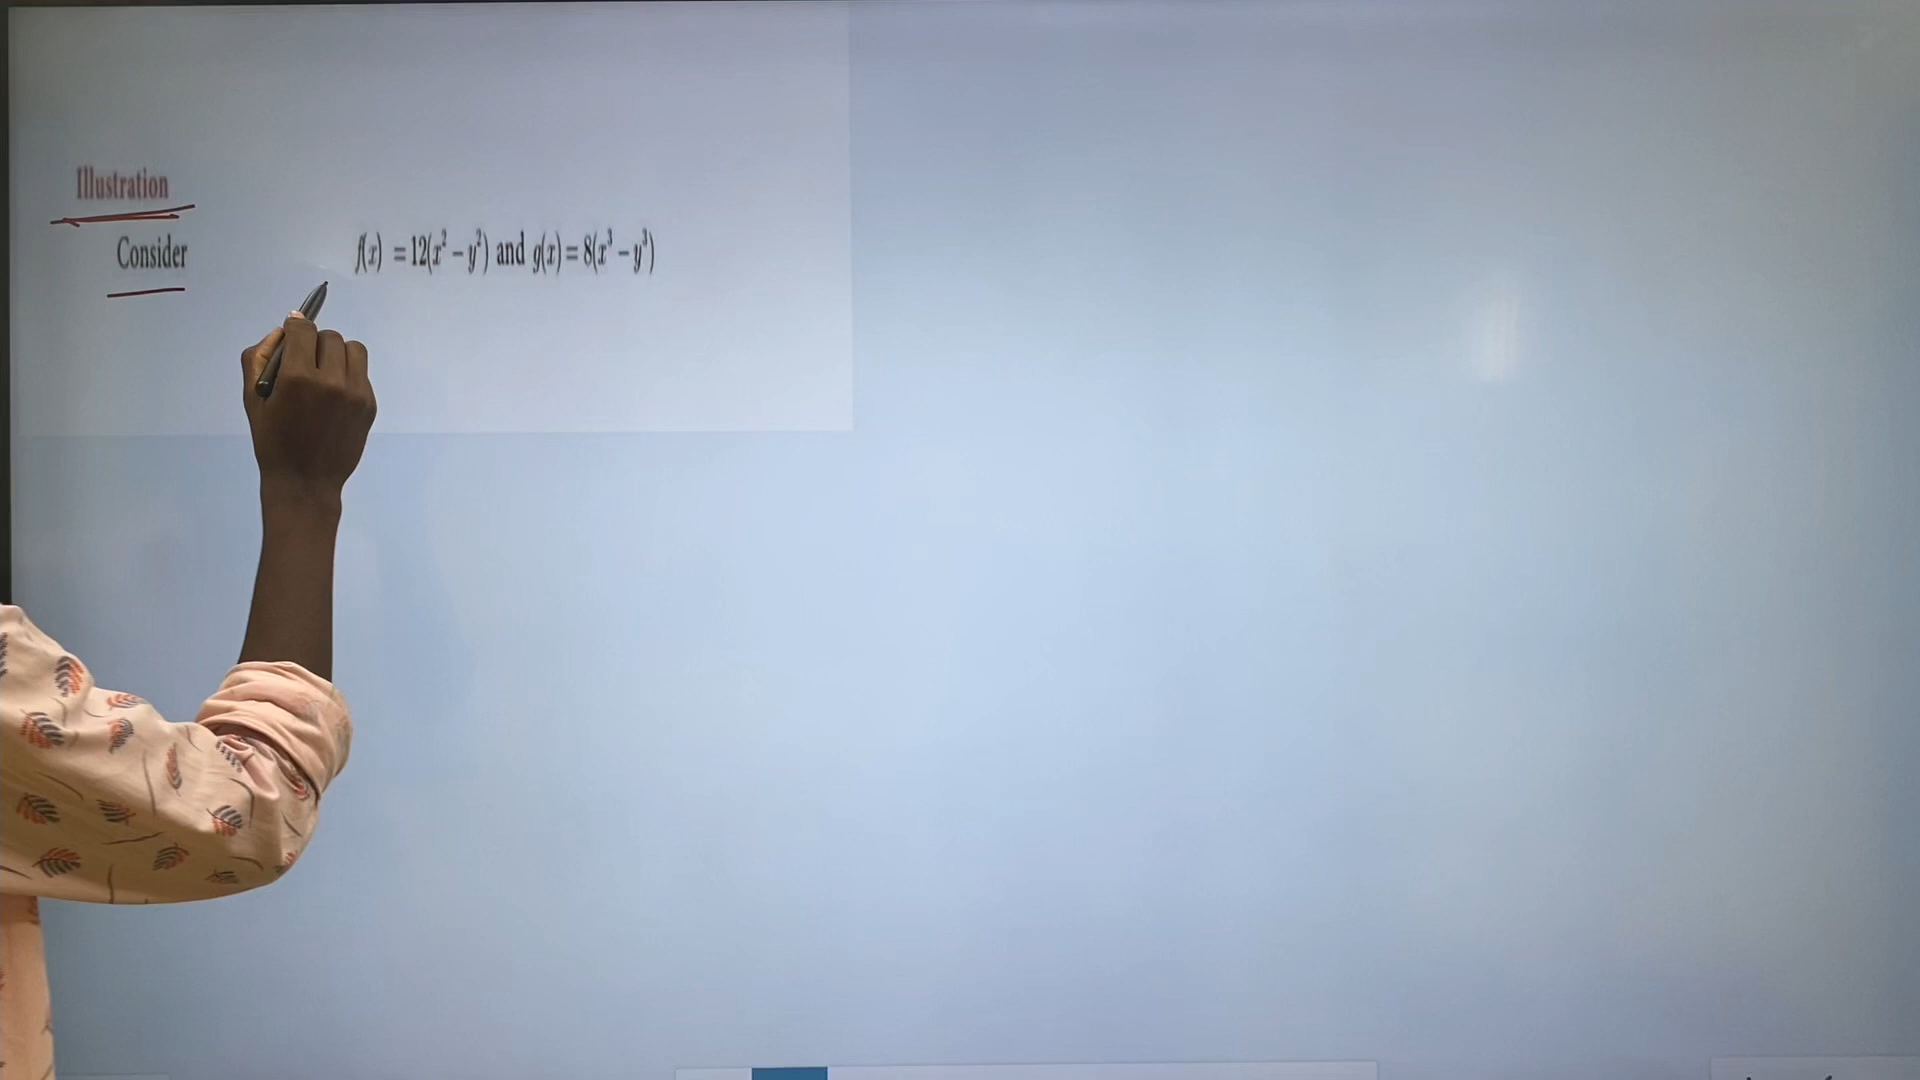 Illustration
Consider f(x) = 12(x² − y²) and g(x) = 8(x³ − y³)